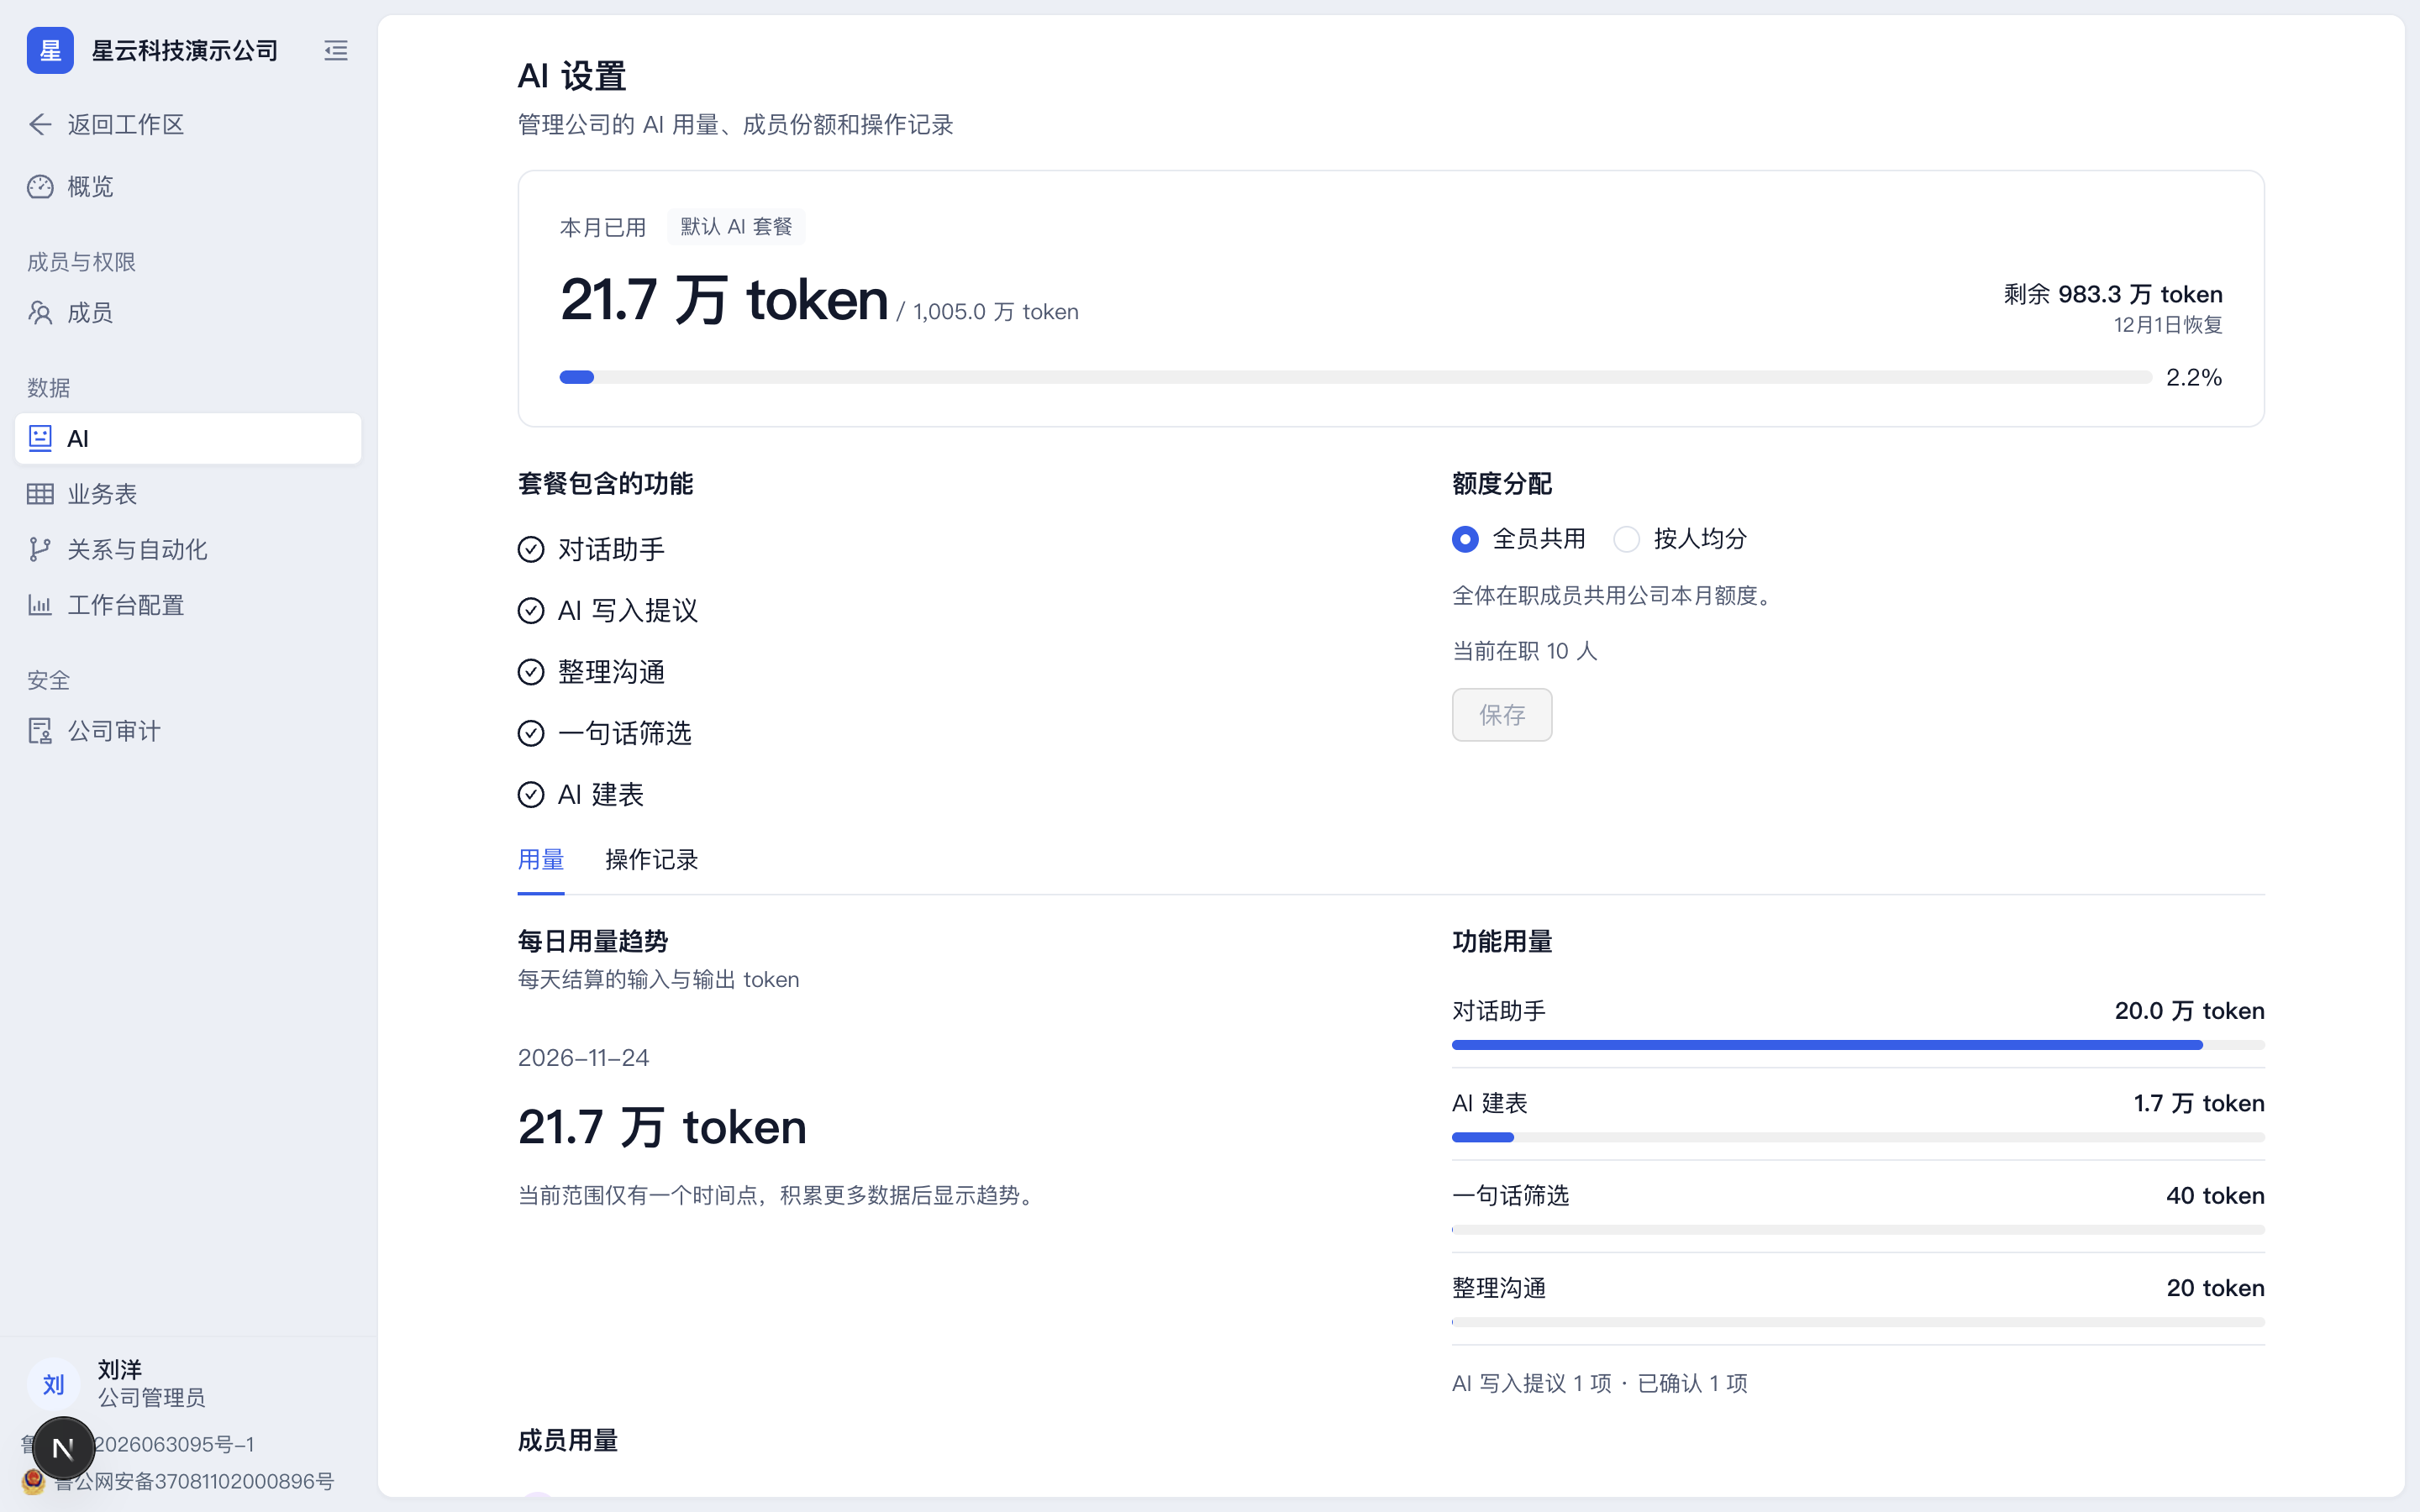 星 星云科技演示公司
返回工作区
概览
成员与权限
成员
数据
AI
业务表
关系与自动化
工作台配置
安全
公司审计
刘
刘洋
公司管理员
鲁 2026063095号-1
鲁公网安备37081102000896号
N
AI 设置
管理公司的 AI 用量、成员份额和操作记录
本月已用 默认 AI 套餐
21.7 万 token / 1,005.0 万 token
剩余 983.3 万 token
12月1日恢复
2.2%
套餐包含的功能
对话助手
AI 写入提议
整理沟通
一句话筛选
AI 建表
额度分配
全员共用 按人均分
全体在职成员共用公司本月额度。
当前在职 10 人
保存
用量 操作记录
每日用量趋势
每天结算的输入与输出 token
2026-11-24
21.7 万 token
当前范围仅有一个时间点，积累更多数据后显示趋势。
功能用量
对话助手 20.0 万 token
AI 建表 1.7 万 token
一句话筛选 40 token
整理沟通 20 token
AI 写入提议 1 项 · 已确认 1 项
成员用量